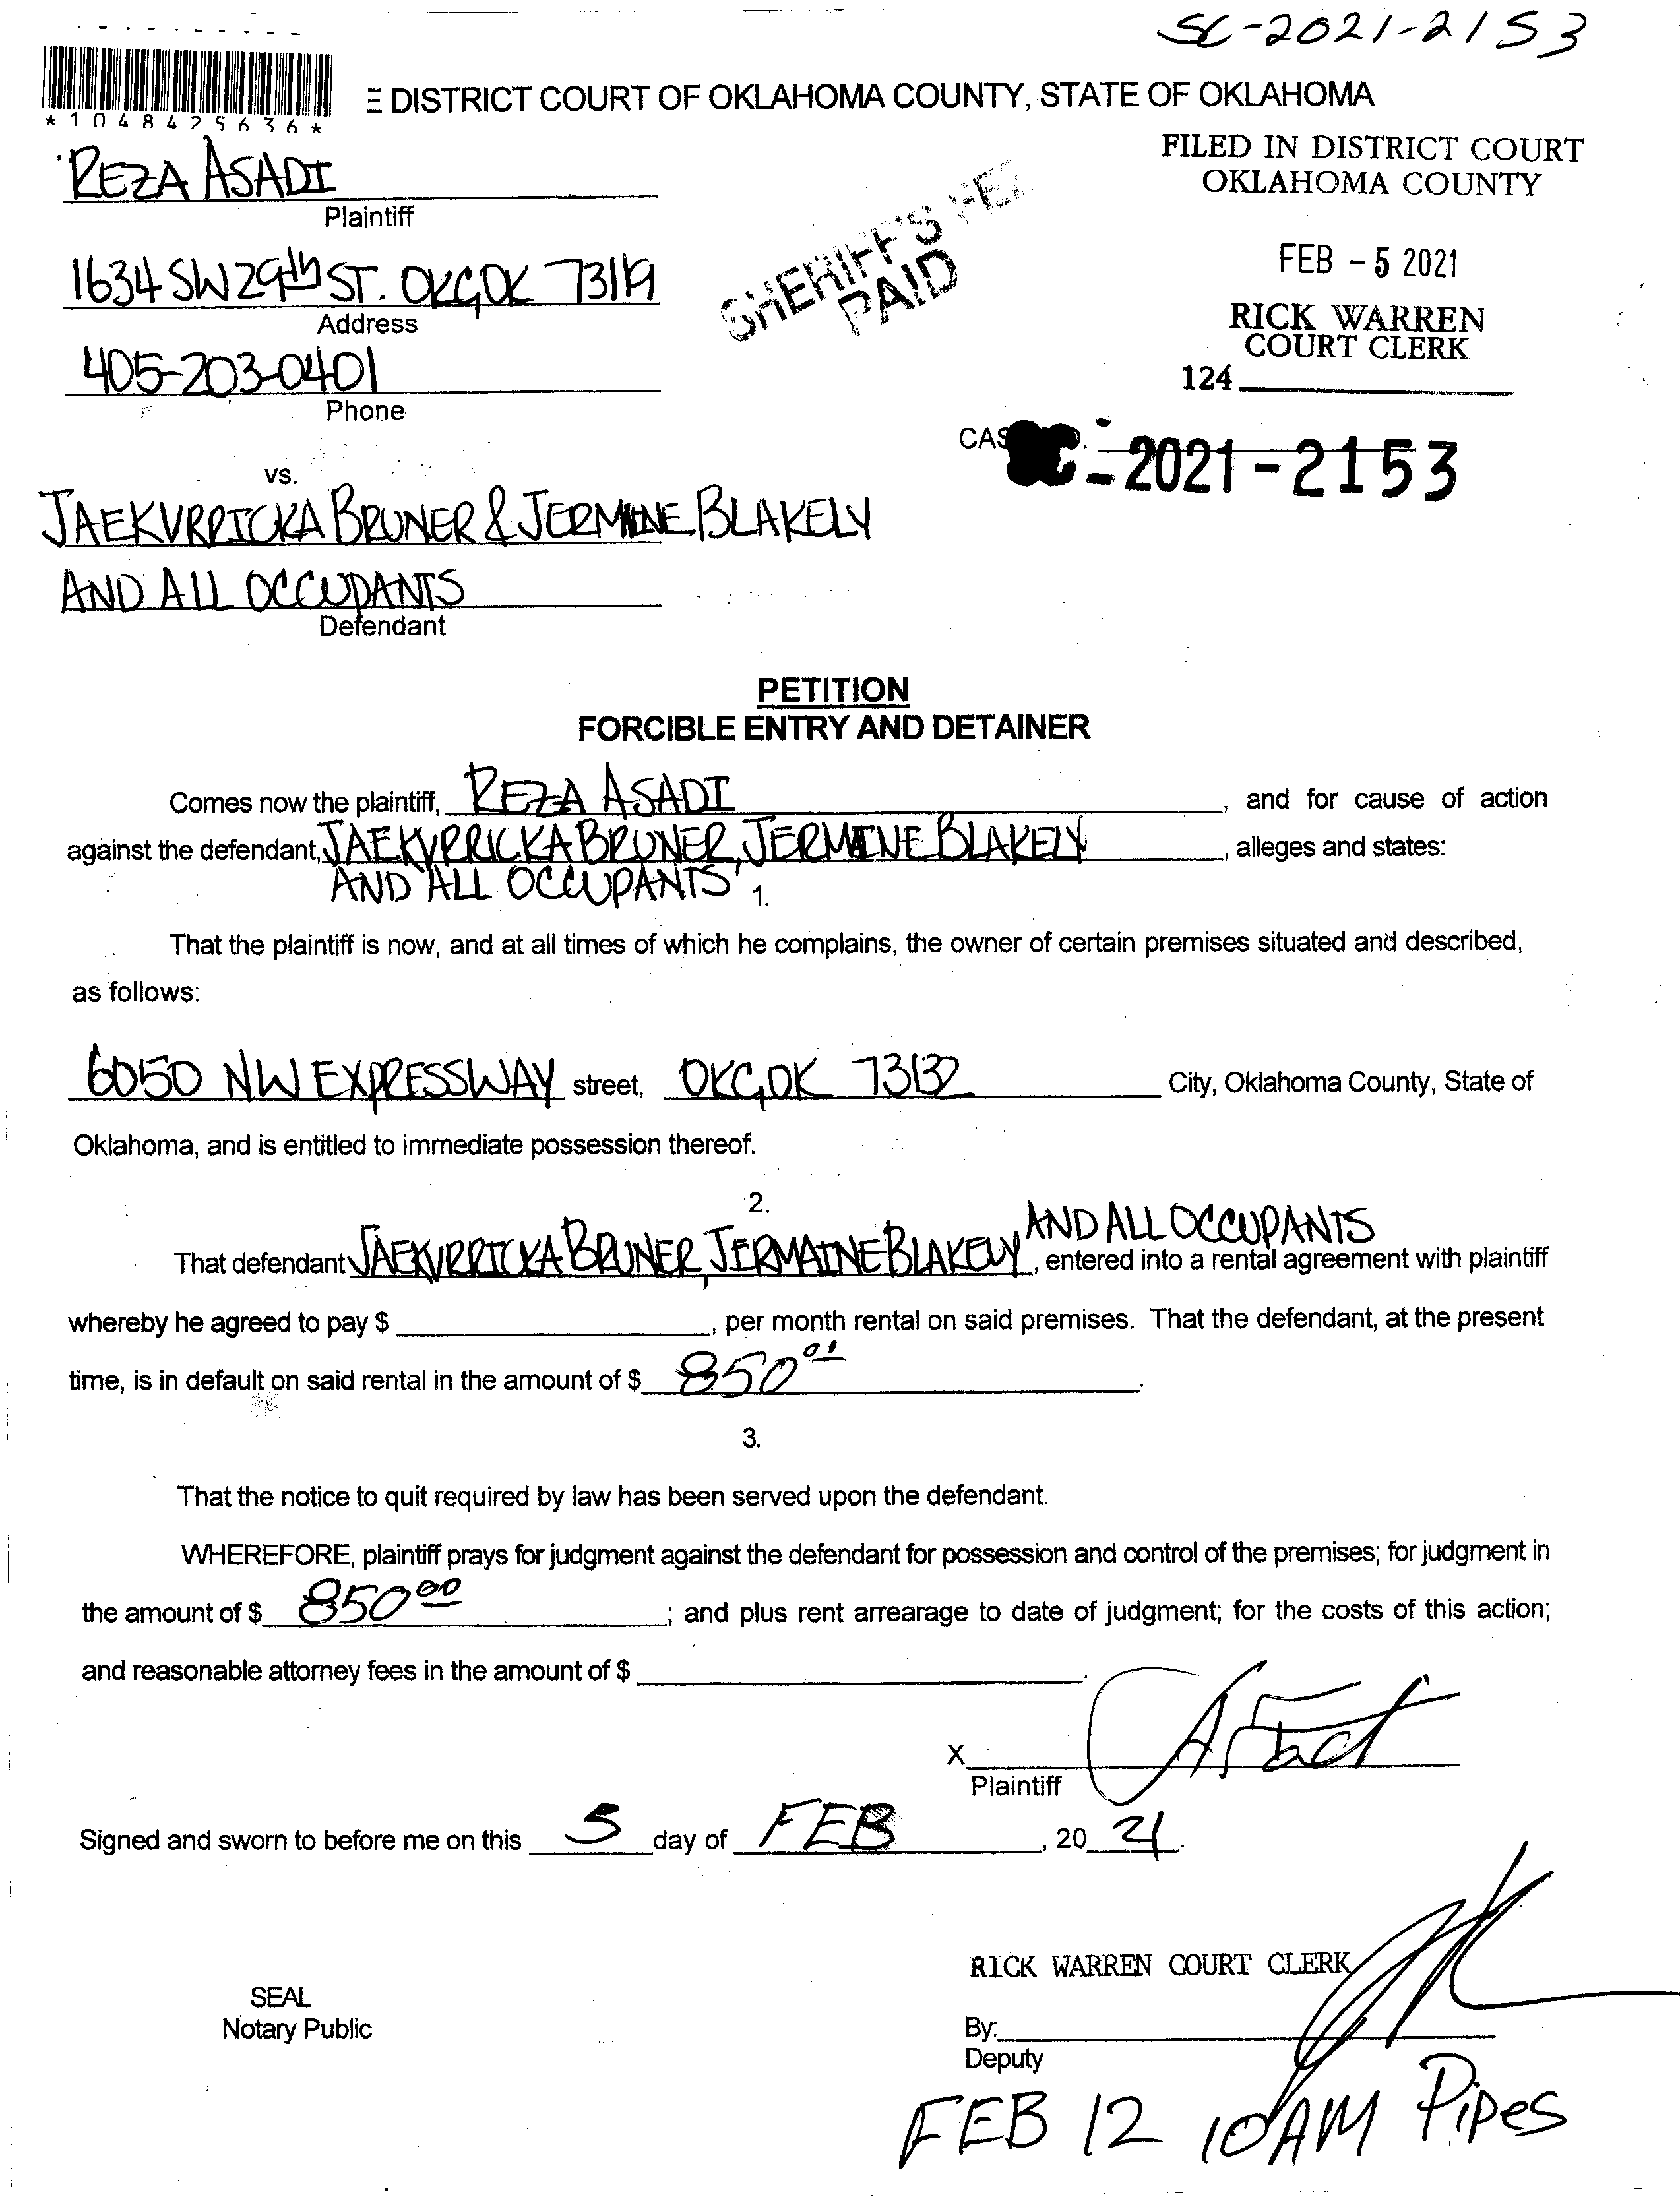 SC-2021-2153
*1048425636*
E DISTRICT COURT OF OKLAHOMA COUNTY, STATE OF OKLAHOMA
FILED IN DISTRICT COURT
OKLAHOMA COUNTY
REZA ASADI
Plaintiff
SHERIFF'S FEE
PAID
FEB - 5 2021
1634 SW 29th ST. OKC, OK 73119
Address
RICK WARREN
COURT CLERK
405-203-0401
Phone
124
SC-2021-2153
vs.
JAEKVRRICKA BRUNER & JERMAINE BLAKELY
AND ALL OCCUPANTS
Defendant
PETITION
FORCIBLE ENTRY AND DETAINER
Comes now the plaintiff, REZA ASADI, and for cause of action
against the defendant, JAEKVRRICKA BRUNER, JERMAINE BLAKELY, alleges and states:
AND ALL OCCUPANTS
1.
That the plaintiff is now, and at all times of which he complains, the owner of certain premises situated and described,
as follows:
6050 NW EXPRESSWAY street, OKC, OK 73132 City, Oklahoma County, State of
Oklahoma, and is entitled to immediate possession thereof.
2.
AND ALL OCCUPANTS
That defendant JAEKVRRICKA BRUNER, JERMAINE BLAKELY, entered into a rental agreement with plaintiff
whereby he agreed to pay $ , per month rental on said premises. That the defendant, at the present
time, is in default on said rental in the amount of $ 850 00.
3.
That the notice to quit required by law has been served upon the defendant.
WHEREFORE, plaintiff prays for judgment against the defendant for possession and control of the premises; for judgment in
the amount of $ 850 00; and plus rent arrearage to date of judgment; for the costs of this action;
and reasonable attorney fees in the amount of $ .
X
Plaintiff
Signed and sworn to before me on this 5 day of FEB, 20 21.
RICK WARREN COURT CLERK
SEAL
Notary Public
By:
Deputy
FEB 12 10AM Pipes